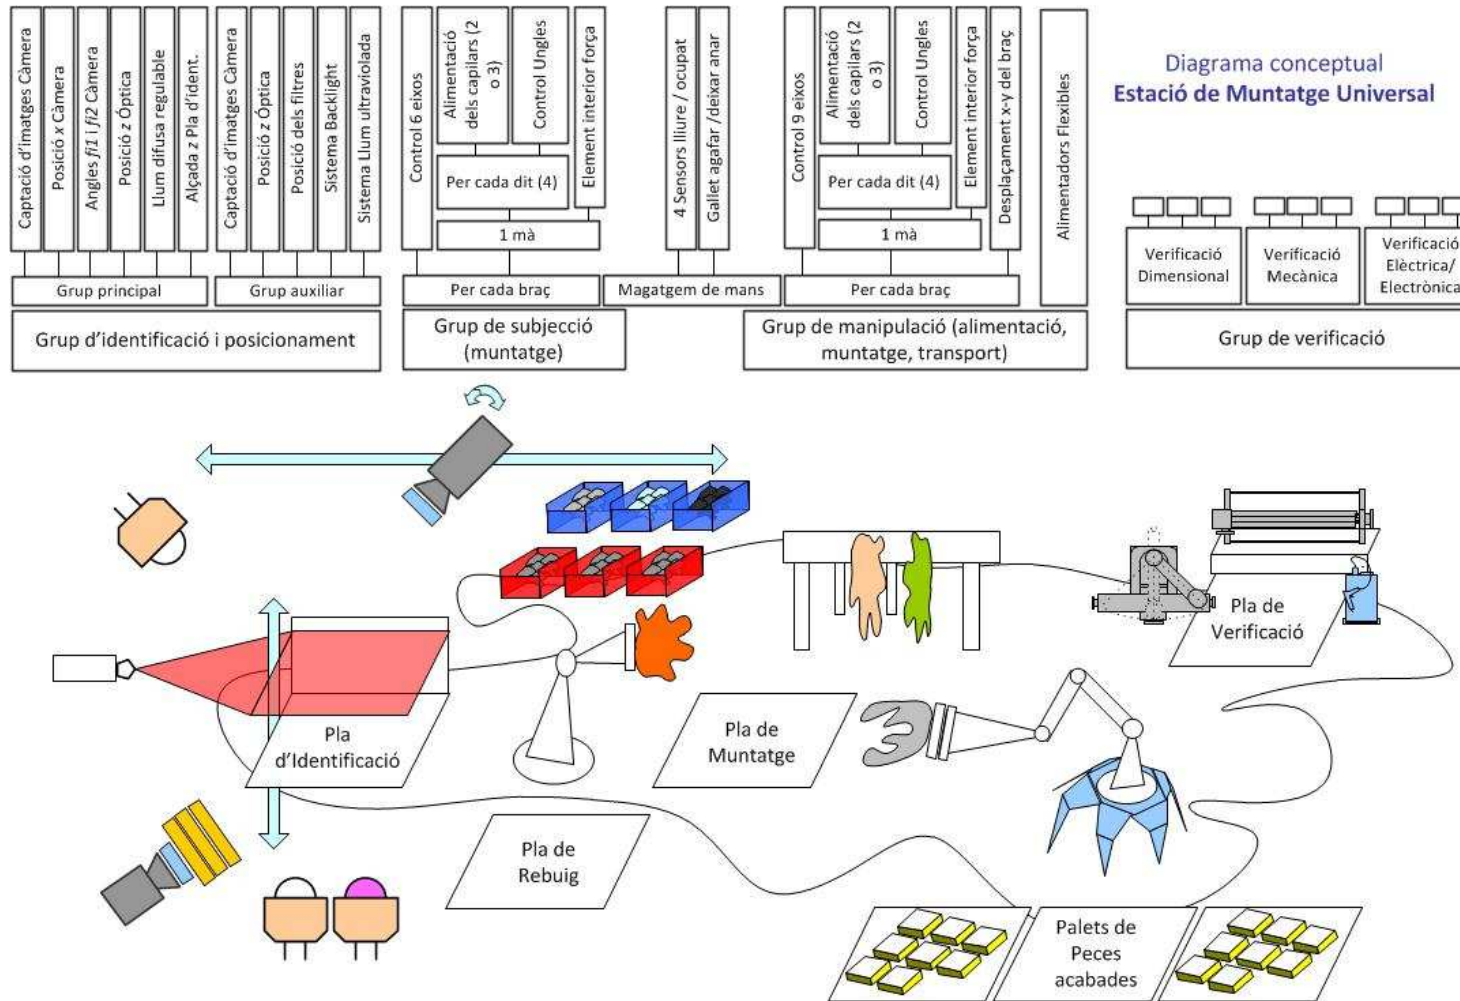 Captació d'imatges Càmera
Posició x Càmera
Angles fi1 i fi2 Càmera
Posició z Óptica
Llum difusa regulable
Alçada z Pla d'ident.
Captació d'imatges Càmera
Posició z Óptica
Posició dels filtres
Sistema Backlight
Sistema Llum ultraviolada
Grup principal
Grup auxiliar
Grup d'identificació i posicionament
Control 6 eixos
Alimentació
dels capilars (2
o 3)
Control Ungles
Element interior força
Per cada dit (4)
1 mà
Per cada braç
Grup de subjecció
(muntatge)
4 Sensors lliure / ocupat
Gallet agafar /deixar anar
Magatgem de mans
Control 9 eixos
Alimentació
dels capilars (2
o 3)
Control Ungles
Element interior força
Desplaçament x-y del braç
Per cada dit (4)
1 mà
Per cada braç
Alimentadors Flexibles
Grup de manipulació (alimentació,
muntatge, transport)
Diagrama conceptual
Estació de Muntatge Universal
Verificació
Dimensional
Verificació
Mecànica
Verificació
Elèctrica/
Electrònica
Grup de verificació
Pla de
Verificació
Pla
d'Identificació
Pla de
Muntatge
Pla de
Rebuig
Palets de
Peces
acabades